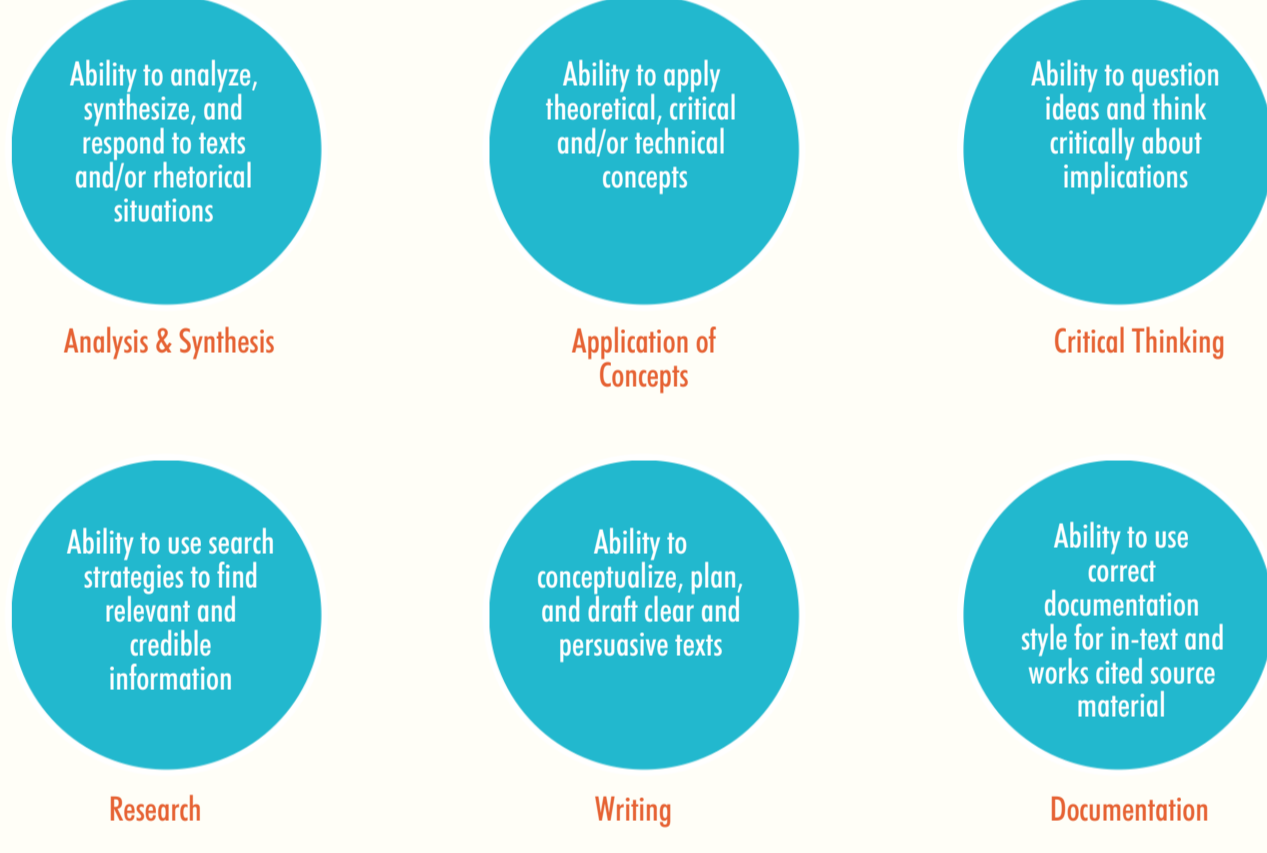 Ability to analyze,
synthesize, and
respond to texts
and/or rhetorical
situations
Analysis & Synthesis
Ability to apply
theoretical, critical
and/or technical
concepts
Application of
Concepts
Ability to question
ideas and think
critically about
implications
Critical Thinking
Ability to use search
strategies to find
relevant and
credible
information
Research
Ability to
conceptualize, plan,
and draft clear and
persuasive texts
Writing
Ability to use
correct
documentation
style for in-text and
works cited source
material
Documentation